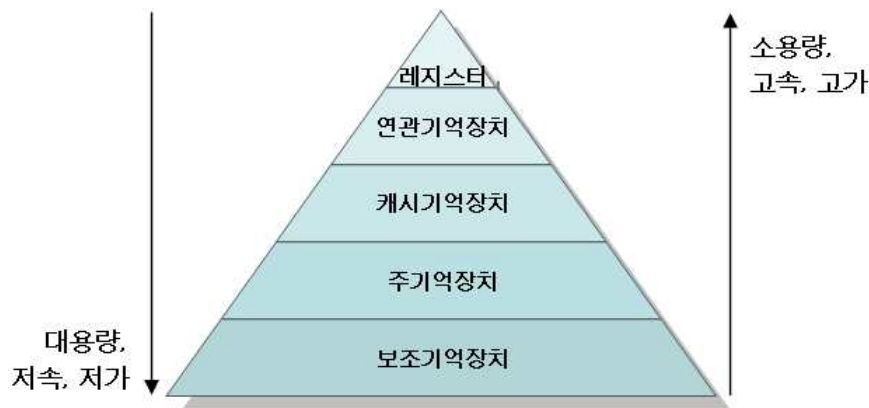 소용량,
고속, 고가
레지스터
연관기억장치
캐시기억장치
주기억장치
보조기억장치
대용량,
저속, 저가